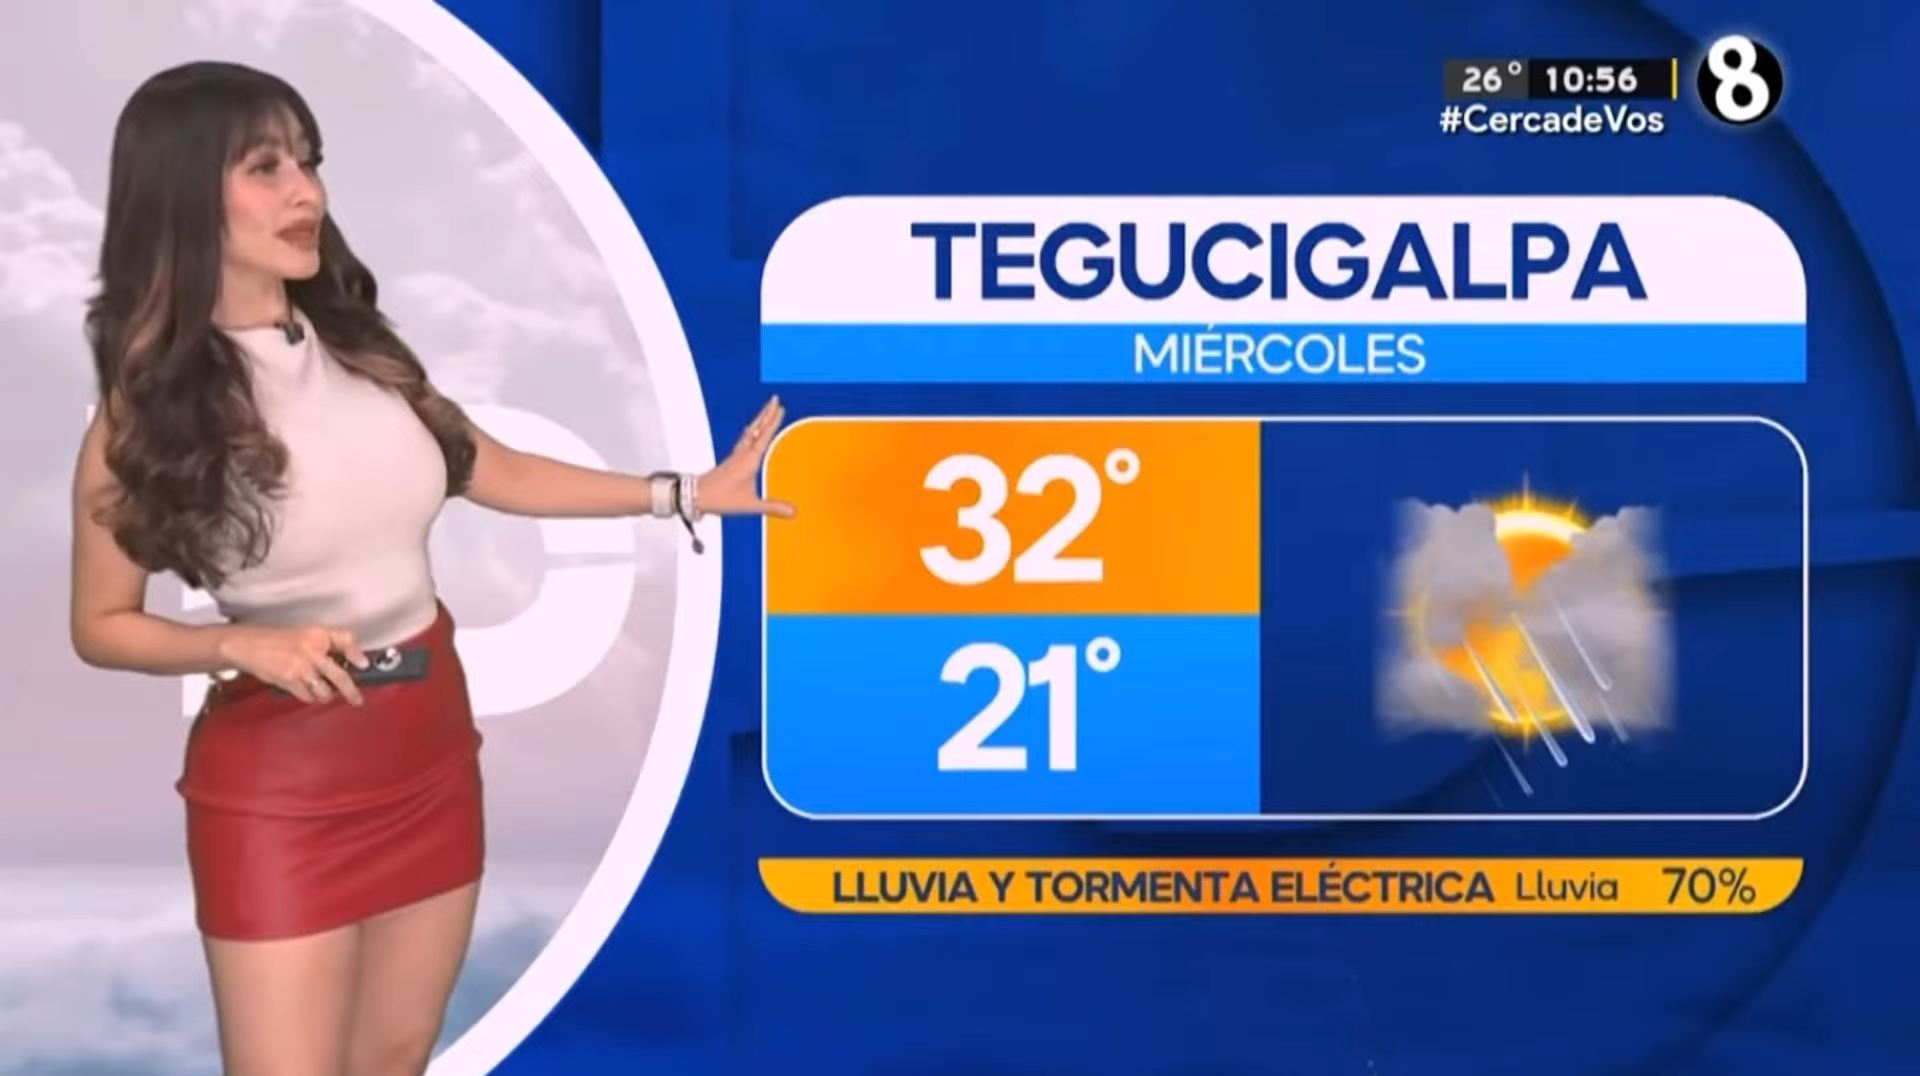 26° 10:56
8
#CercadeVos
TEGUCIGALPA
MIÉRCOLES
32°
21°
LLUVIA Y TORMENTA ELÉCTRICA Lluvia 70%